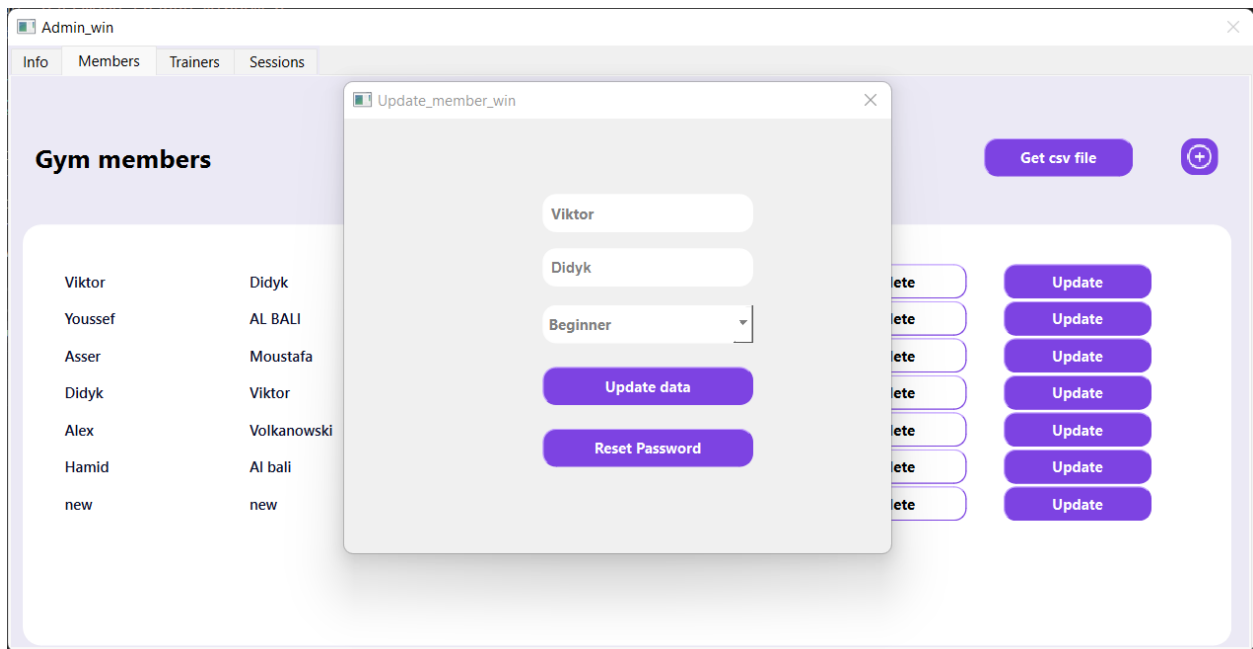 Admin_win
Info Members Trainers Sessions
Update_member_win
Gym members
Get csv file
Viktor
Didyk
Beginner
Update data
Reset Password
Viktor Didyk lete Update
Youssef AL BALI lete Update
Asser Moustafa lete Update
Didyk Viktor lete Update
Alex Volkanowski lete Update
Hamid Al bali lete Update
new new lete Update